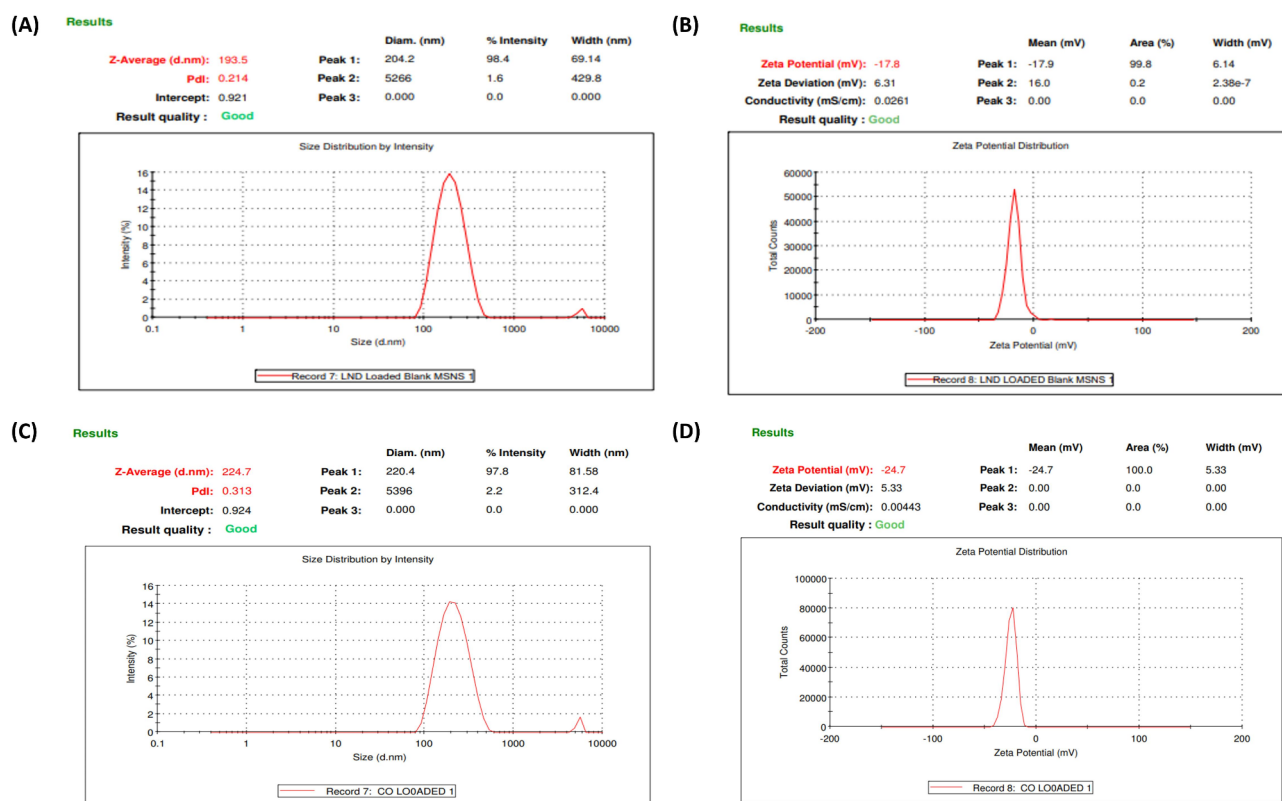 (A)
Results
Diam. (nm) % Intensity Width (nm)
Z-Average (d.nm): 193.5 Peak 1: 204.2 98.4 69.14
PdI: 0.214 Peak 2: 5266 1.6 429.8
Intercept: 0.921 Peak 3: 0.000 0.0 0.000
Result quality : Good
Size Distribution by Intensity
Intensity (%)
16
14
12
10
8
6
4
2
0
0.1 1 10 100 1000 10000
Size (d.nm)
Record 7: LND Loaded Blank MSNS 1
(B)
Results
Mean (mV) Area (%) Width (mV)
Zeta Potential (mV): -17.8 Peak 1: -17.9 99.8 6.14
Zeta Deviation (mV): 6.31 Peak 2: 16.0 0.2 2.38e-7
Conductivity (mS/cm): 0.0261 Peak 3: 0.00 0.0 0.00
Result quality : Good
Zeta Potential Distribution
Total Counts
60000
50000
40000
30000
20000
10000
0
-200 -100 0 100 200
Zeta Potential (mV)
Record 8: LND LOADED Blank MSNS 1
(C)
Results
Diam. (nm) % Intensity Width (nm)
Z-Average (d.nm): 224.7 Peak 1: 220.4 97.8 81.58
PdI: 0.313 Peak 2: 5396 2.2 312.4
Intercept: 0.924 Peak 3: 0.000 0.0 0.000
Result quality : Good
Size Distribution by Intensity
Intensity (%)
16
14
12
10
8
6
4
2
0
0.1 1 10 100 1000 10000
Size (d.nm)
Record 7: CO LO0ADED 1
(D)
Results
Mean (mV) Area (%) Width (mV)
Zeta Potential (mV): -24.7 Peak 1: -24.7 100.0 5.33
Zeta Deviation (mV): 5.33 Peak 2: 0.00 0.0 0.00
Conductivity (mS/cm): 0.00443 Peak 3: 0.00 0.0 0.00
Result quality : Good
Zeta Potential Distribution
Total Counts
100000
80000
60000
40000
20000
0
-200 -100 0 100 200
Zeta Potential (mV)
Record 8: CO LO0ADED 1